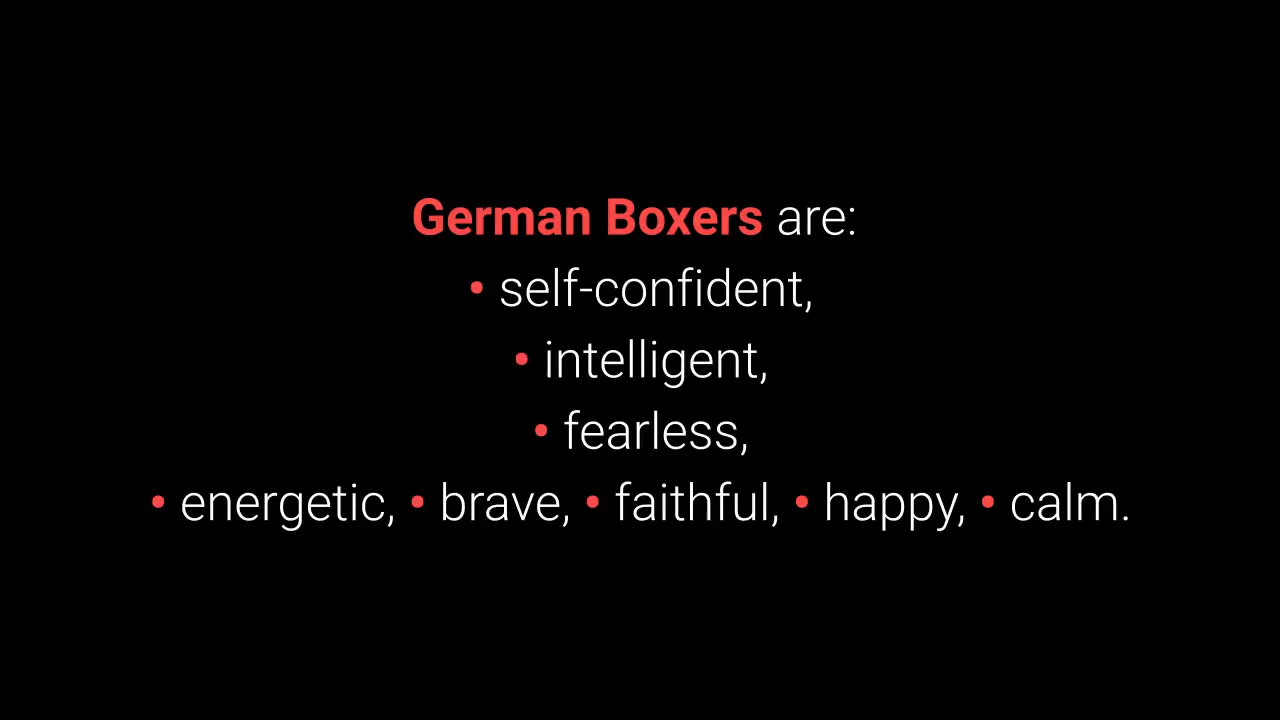 German Boxers are:
• self-confident,
• intelligent,
• fearless,
• energetic, • brave, • faithful, • happy, • calm.